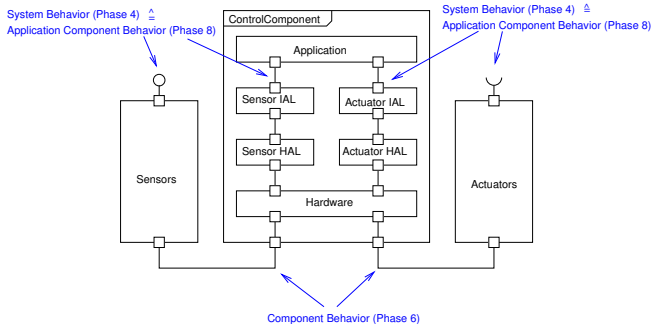 System Behavior (Phase 4) ≙
Application Component Behavior (Phase 8)
System Behavior (Phase 4) ≙
Application Component Behavior (Phase 8)
ControlComponent
Application
Sensor IAL
Actuator IAL
Sensor HAL
Actuator HAL
Sensors
Actuators
Hardware
Component Behavior (Phase 6)